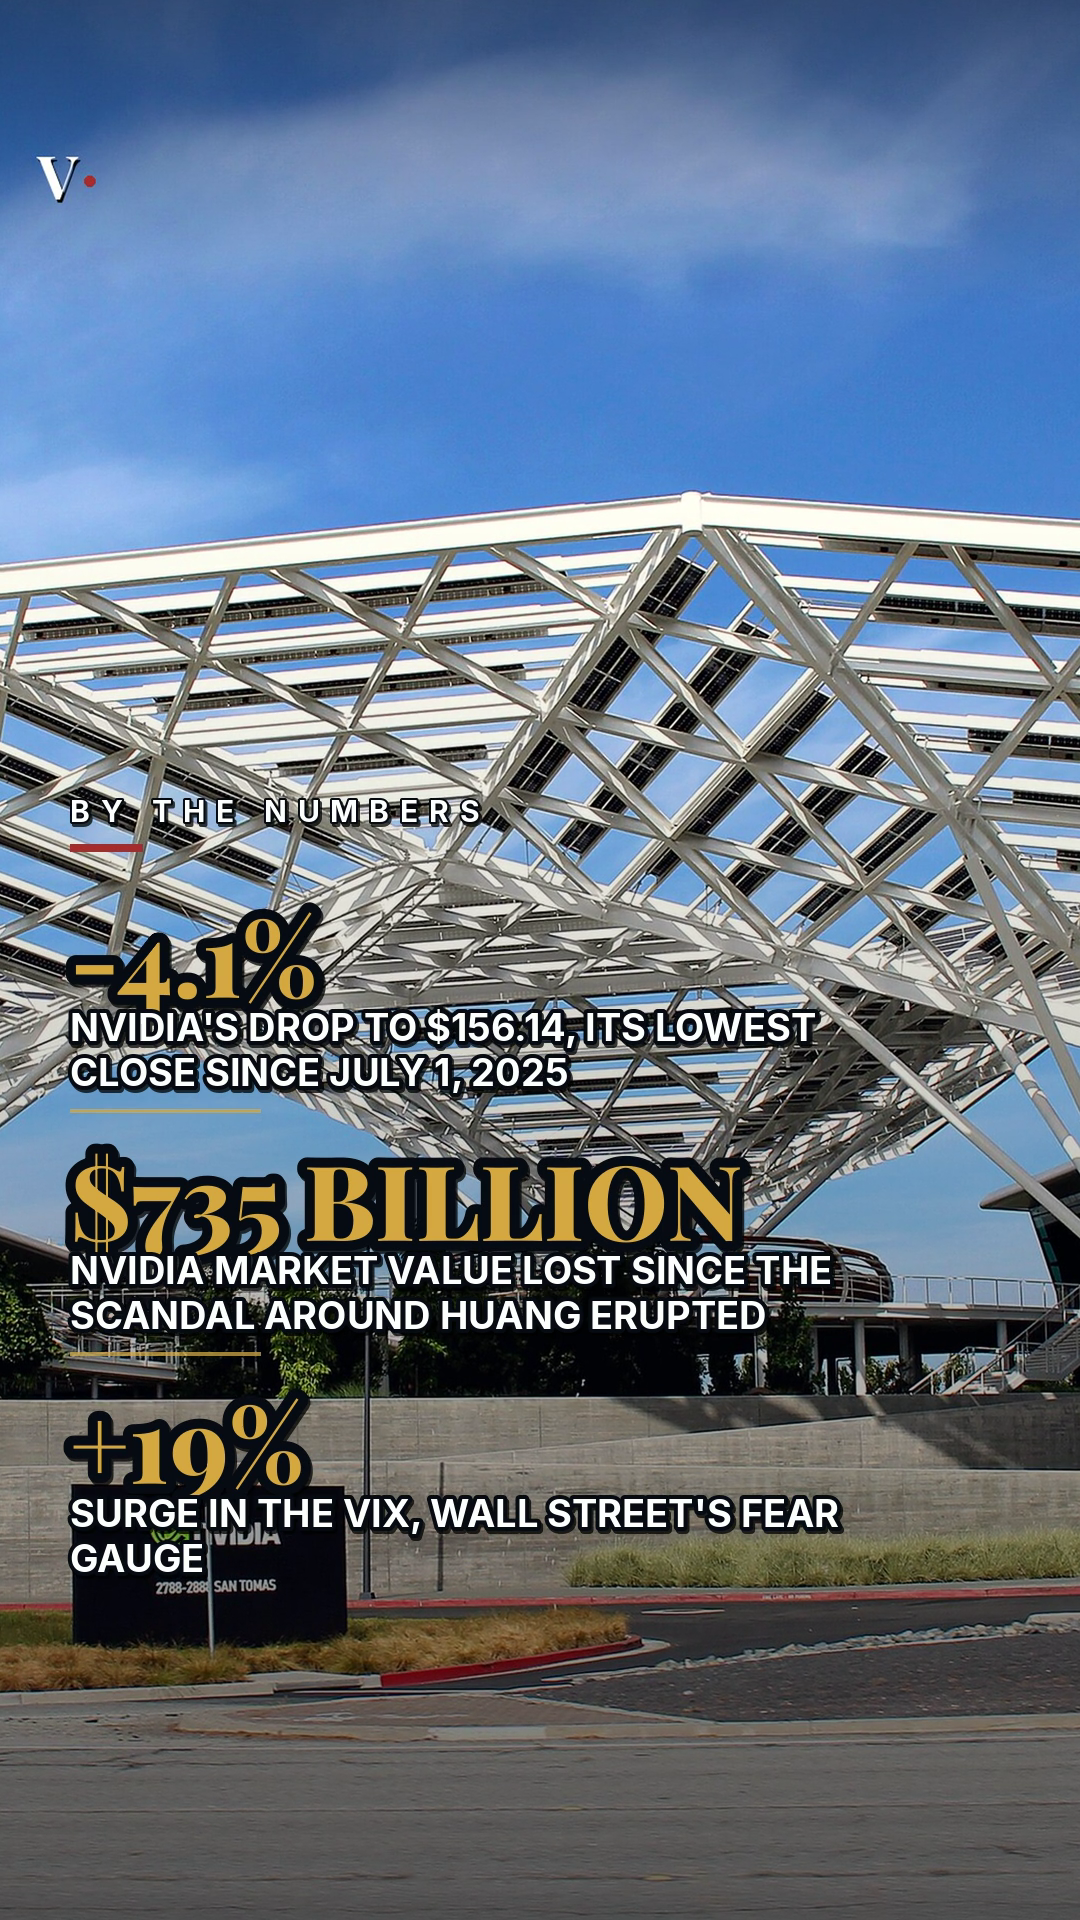 V.
BY THE NUMBERS
-4.1%
NVIDIA'S DROP TO $156.14, ITS LOWEST
CLOSE SINCE JULY 1, 2025
$735 BILLION
NVIDIA MARKET VALUE LOST SINCE THE
SCANDAL AROUND HUANG ERUPTED
+19%
SURGE IN THE VIX, WALL STREET'S FEAR
GAUGE
NVIDIA
2788-2888 SAN TOMAS